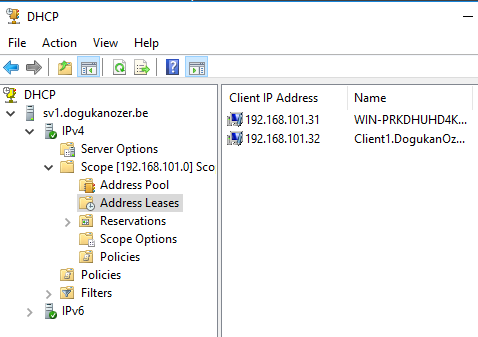 DHCP
File Action View Help
DHCP
sv1.dogukanozer.be
IPv4
Server Options
Scope [192.168.101.0] Sco
Address Pool
Address Leases
Reservations
Scope Options
Policies
Policies
Filters
IPv6
Client IP Address Name
192.168.101.31 WIN-PRKDHUHD4K...
192.168.101.32 Client1.DogukanOz...